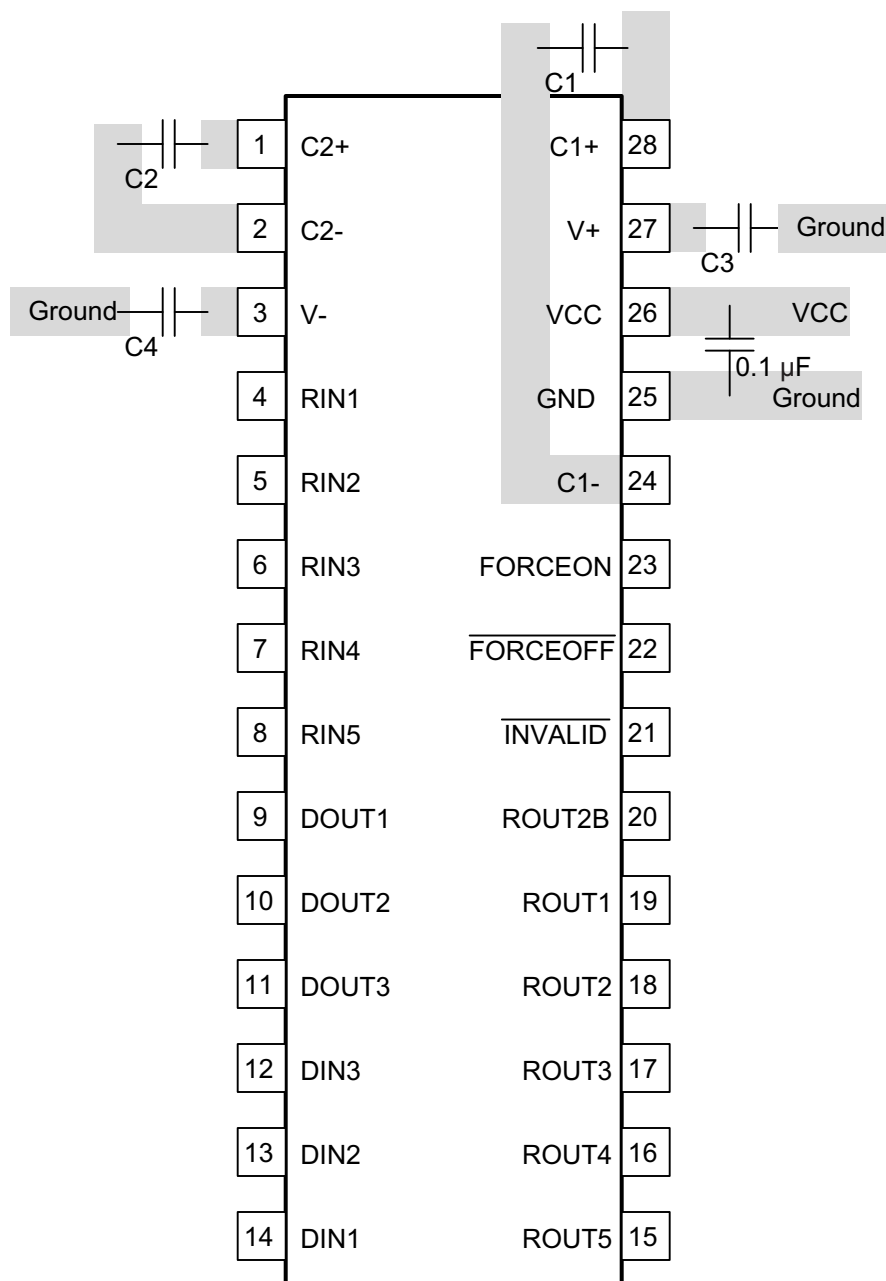 C1
1 C2+ C1+ 28
C2
2 C2- V+ 27 Ground
C3
Ground 3 V- VCC 26 VCC
C4
0.1 µF
4 RIN1 GND 25 Ground
5 RIN2 C1- 24
6 RIN3 FORCEON 23
7 RIN4 FORCEOFF 22
8 RIN5 INVALID 21
9 DOUT1 ROUT2B 20
10 DOUT2 ROUT1 19
11 DOUT3 ROUT2 18
12 DIN3 ROUT3 17
13 DIN2 ROUT4 16
14 DIN1 ROUT5 15